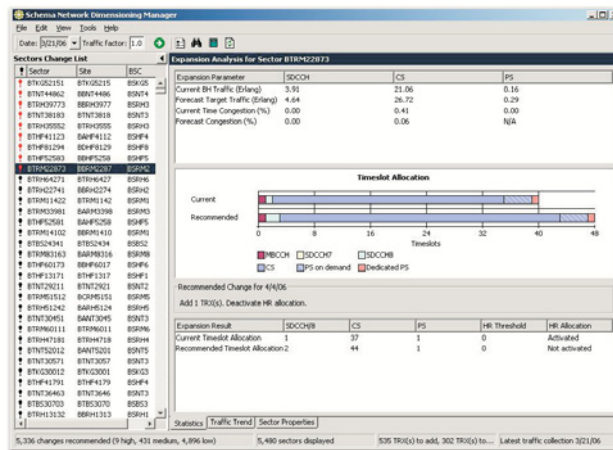 Schema Network Dimensioning Manager
File Edit View Tools Help
Date: 3/21/06 Traffic factor: 1.0
Sectors Change List
Expansion Analysis for Sector BTRM22873
! Sector Site BSC
BTKG52151 BTKG5215 BSKG5
BTNT44862 BBNT4486 BSNT4
BTRH39773 BBRH3977 BSRH3
BTNT38183 BTNT3818 BSNT3
BTRH35552 BTRH3555 BSRH3
BTHF41123 BAHF4112 BSHF4
BTHF81294 BDHF8129 BSHF8
BTHF52583 BBHF5258 BSHF5
BTRM22873 BBRM2287 BSRM2
BTRH64271 BTRH6427 BSRH6
BTRH22741 BBRH2274 BSRH2
BTRM11422 BTRM1142 BSRM1
BTRM33981 BARM3398 BSRM3
BTHF52581 BAHF5258 BSHF5
BTRM14102 BBRM1410 BSRM1
BTBS24341 BTBS2434 BSBS2
BTRM83163 BARM8316 BSRM8
BTHF60173 BBHF6017 BSHF6
BTHF13171 BTHF1317 BSHF1
BTNT29211 BTNT2921 BSNT2
BTRM51512 BCRM5151 BSRM5
BTRH51242 BARH5124 BSRH5
BTNT30451 BANT3045 BSNT3
BTRM60111 BTRM6011 BSRM6
BTRH47181 BTRH4718 BSRH4
BTNT52012 BANT5201 BSNT5
BTNT30571 BTNT3057 BSNT3
BTKG30012 BTKG3001 BSKG3
BTHF41791 BTHF4179 BSHF4
BTNT36463 BTNT3646 BSNT3
BTBS30703 BTBS3070 BSBS3
BTRH13132 BBRH1313 BSRH1
Expansion Parameter SDCCH CS PS
Current BH Traffic (Erlang) 3.91 21.06 0.16
Forecast Target Traffic (Erlang) 4.64 26.72 0.29
Current Time Congestion (%) 0.00 0.41 0.00
Forecast Congestion (%) 0.00 0.06 N/A
Timeslot Allocation
Current
Recommended
0 8 16 24 32 40 48
Timeslots
MBCCH SDCCH7 SDCCH8
CS PS on demand Dedicated PS
Recommended Change for 4/4/06
Add 1 TRX(s). Deactivate HR allocation.
Expansion Result SDCCH/8 CS PS HR Threshold HR Allocation
Current Timeslot Allocation 1 37 1 0 Activated
Recommended Timeslot Allocation 2 44 1 0 Not activated
Statistics Traffic Trend Sector Properties
5,336 changes recommended (9 high, 431 medium, 4,896 low) 5,480 sectors displayed 535 TRX(s) to add, 302 TRX(s) to... Latest traffic collection 3/21/06